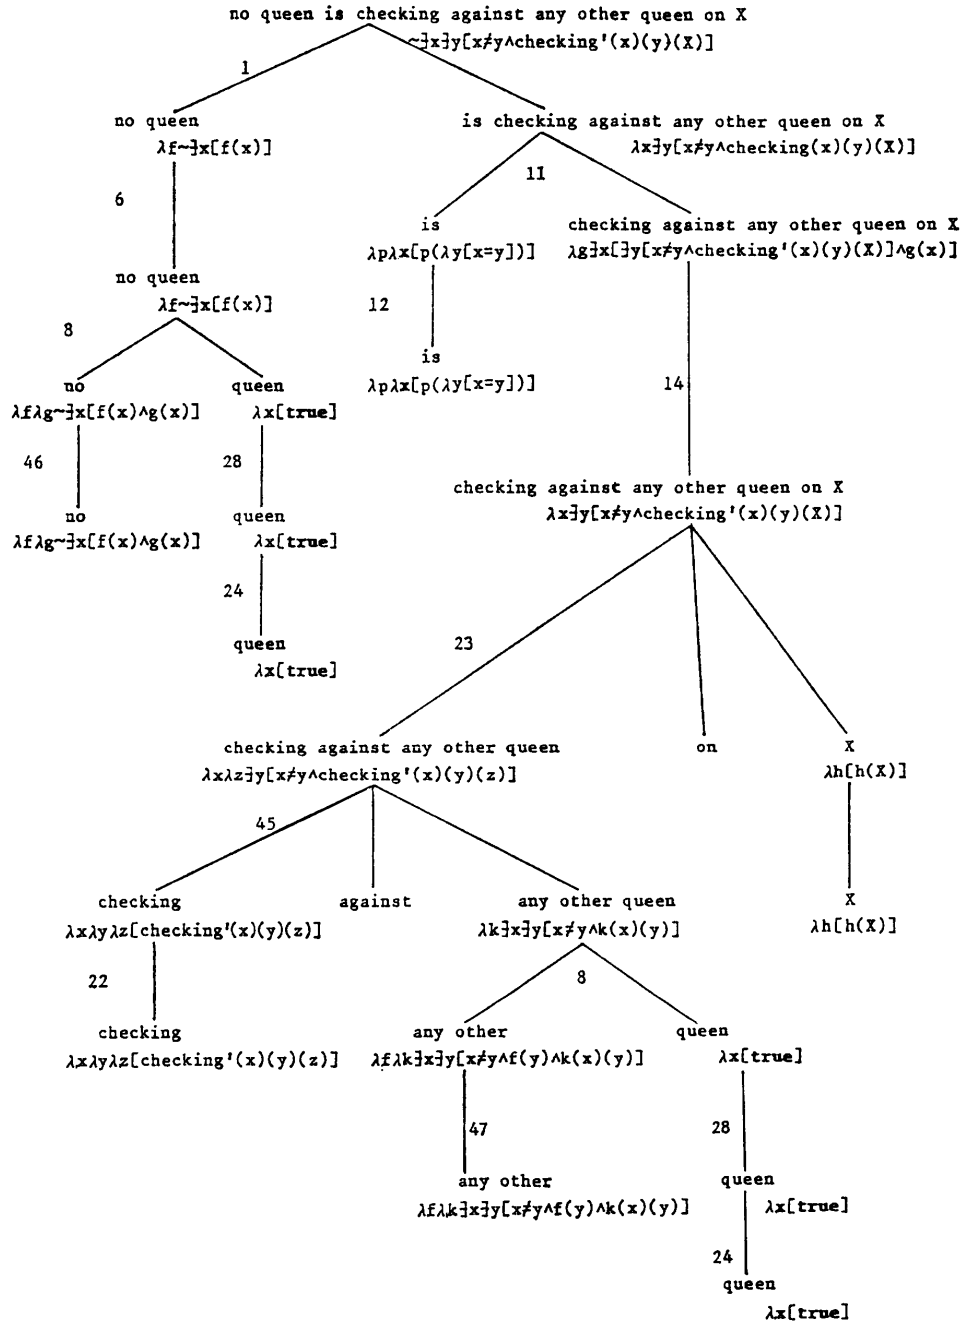 no queen is checking against any other queen on X
~∃x∃y[x≠y∧checking'(x)(y)(X)]
1
no queen
λf~∃x[f(x)]
is checking against any other queen on X
λx∃y[x≠y∧checking(x)(y)(X)]
11
6
is
λpλx[p(λy[x=y])]
checking against any other queen on X
λg∃x[∃y[x≠y∧checking'(x)(y)(X)]∧g(x)]
no queen
λf~∃x[f(x)]
12
8
is
λpλx[p(λy[x=y])]
14
no
λfλg~∃x[f(x)∧g(x)]
queen
λx[true]
46
28
checking against any other queen on X
λx∃y[x≠y∧checking'(x)(y)(X)]
no
λfλg~∃x[f(x)∧g(x)]
queen
λx[true]
24
23
queen
λx[true]
checking against any other queen
λxλz∃y[x≠y∧checking'(x)(y)(z)]
on
X
λh[h(X)]
45
checking
λxλyλz[checking'(x)(y)(z)]
against
any other queen
λk∃x∃y[x≠y∧k(x)(y)]
X
λh[h(X)]
22
8
checking
λxλyλz[checking'(x)(y)(z)]
any other
λfλk∃x∃y[x≠y∧f(y)∧k(x)(y)]
queen
λx[true]
47
28
any other
λfλk∃x∃y[x≠y∧f(y)∧k(x)(y)]
queen
λx[true]
24
queen
λx[true]